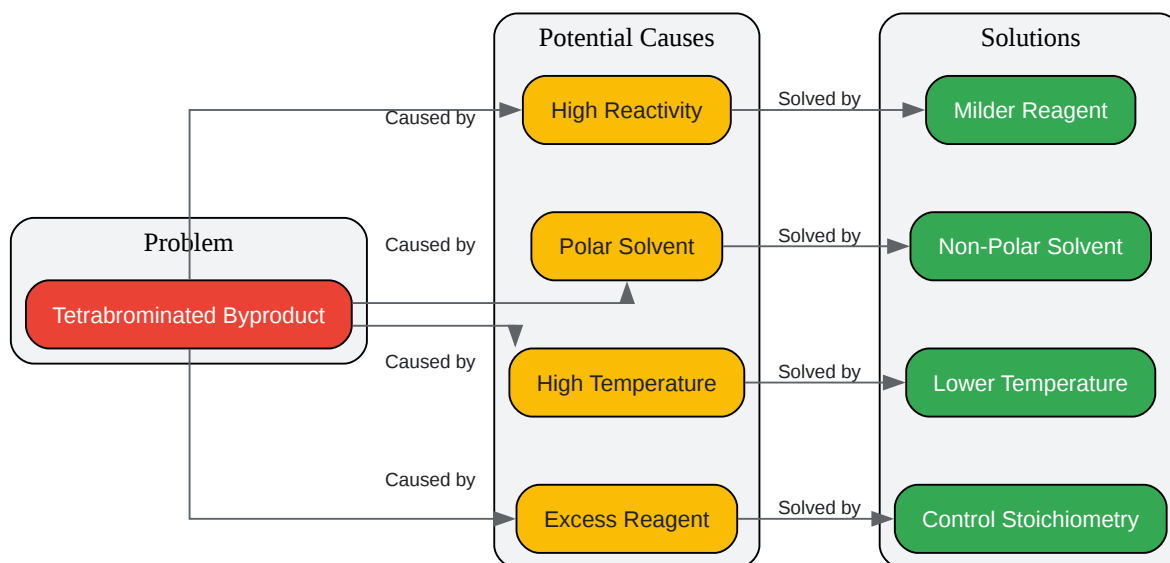 Potential Causes
Solutions
High Reactivity
Solved by
Milder Reagent
Caused by
Problem
Caused by
Polar Solvent
Solved by
Non-Polar Solvent
Tetrabrominated Byproduct
Caused by
High Temperature
Solved by
Lower Temperature
Caused by
Excess Reagent
Solved by
Control Stoichiometry